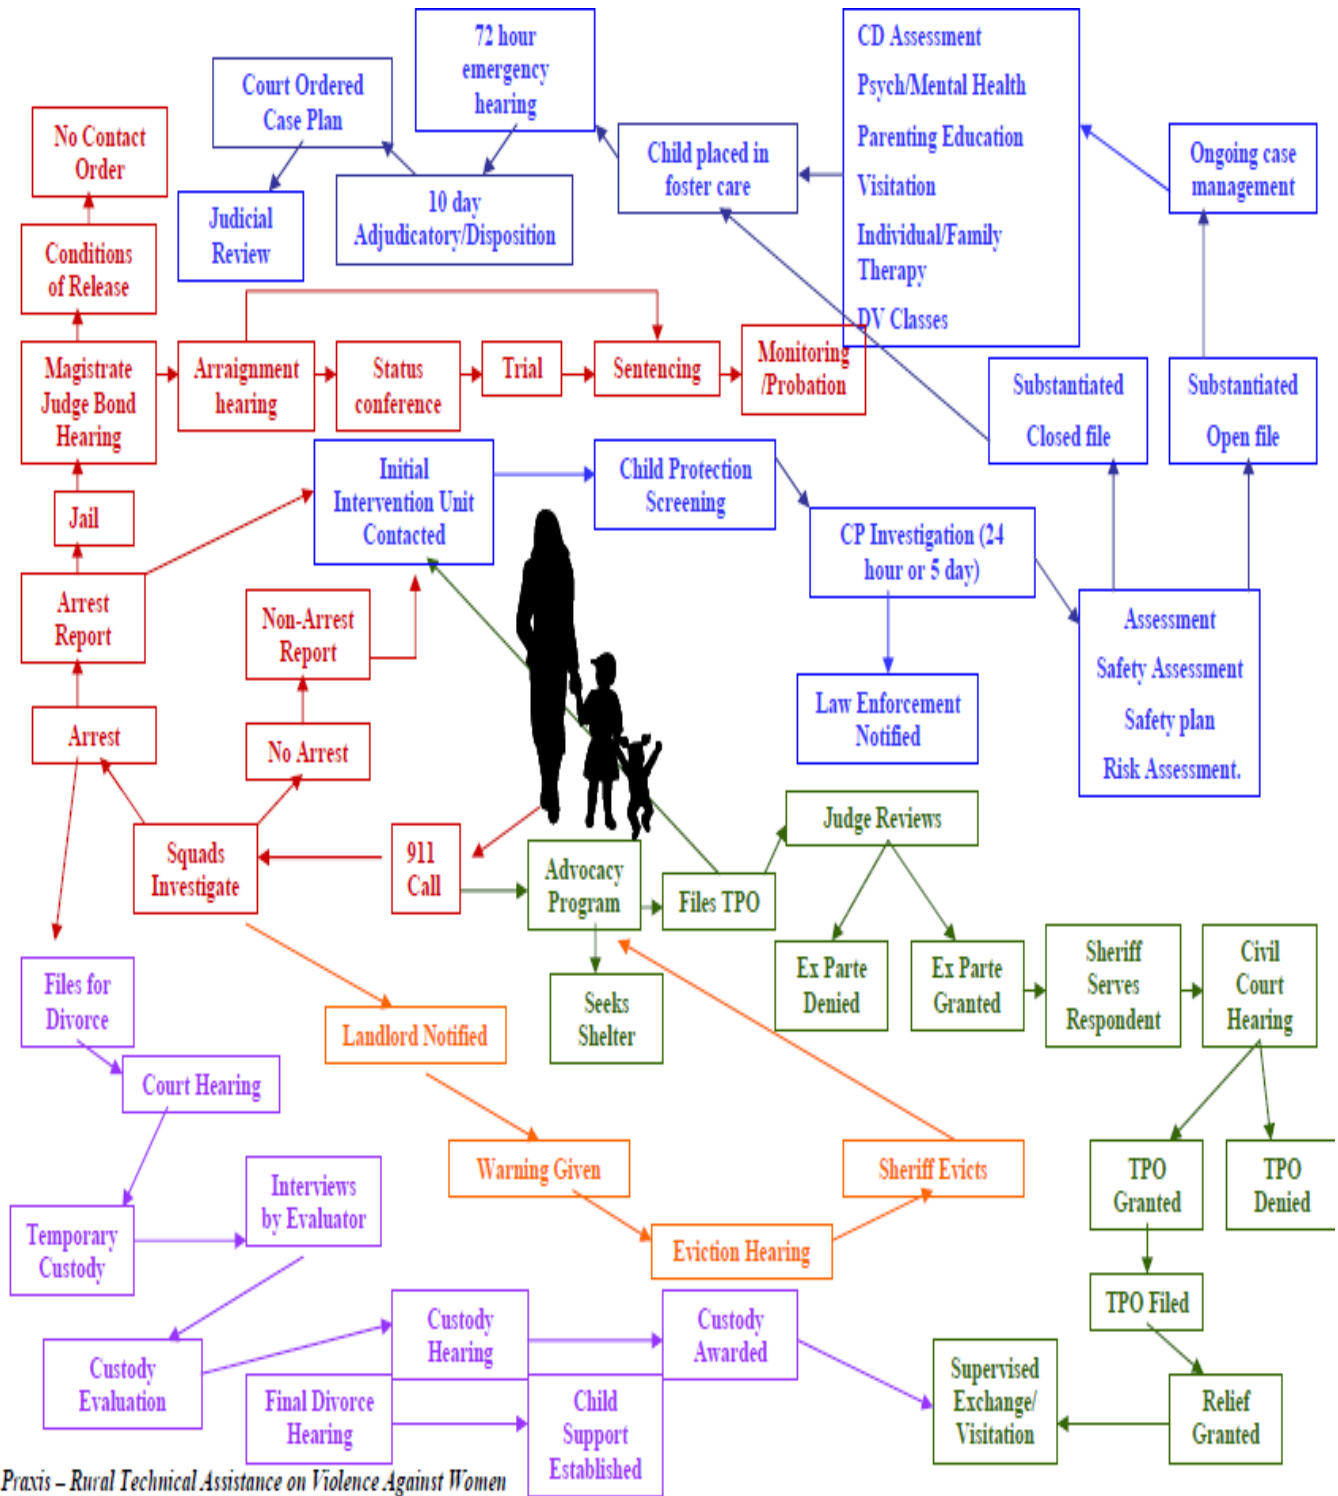 72 hour
emergency
hearing
CD Assessment
Psych/Mental Health
Parenting Education
Visitation
Individual/Family
Therapy
DV Classes
Court Ordered
Case Plan
No Contact
Order
Child placed in
foster care
Ongoing case
management
10 day
Adjudicatory/Disposition
Judicial
Review
Conditions
of Release
Magistrate
Judge Bond
Hearing
Arraignment
hearing
Status
conference
Trial
Sentencing
Monitoring
/Probation
Substantiated
Closed file
Substantiated
Open file
Initial
Intervention Unit
Contacted
Child Protection
Screening
Jail
CP Investigation (24
hour or 5 day)
Arrest
Report
Non-Arrest
Report
Assessment
Safety Assessment
Safety plan
Risk Assessment.
Law Enforcement
Notified
Arrest
No Arrest
Judge Reviews
Squads
Investigate
911
Call
Advocacy
Program
Files TPO
Ex Parte
Denied
Ex Parte
Granted
Sheriff
Serves
Respondent
Civil
Court
Hearing
Files for
Divorce
Seeks
Shelter
Landlord Notified
Court Hearing
Warning Given
Sheriff Evicts
TPO
Granted
TPO
Denied
Interviews
by Evaluator
Temporary
Custody
Eviction Hearing
TPO Filed
Custody
Hearing
Custody
Awarded
Custody
Evaluation
Supervised
Exchange/
Visitation
Final Divorce
Hearing
Child
Support
Established
Relief
Granted
Praxis – Rural Technical Assistance on Violence Against Women